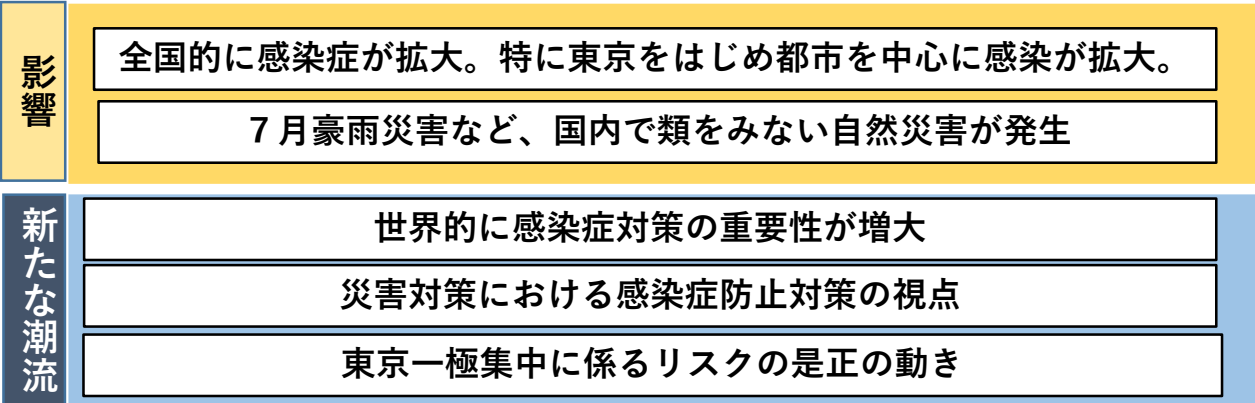 影響
全国的に感染症が拡大。特に東京をはじめ都市を中心に感染が拡大。
７月豪雨災害など、国内で類をみない自然災害が発生
新たな潮流
世界的に感染症対策の重要性が増大
災害対策における感染症防止対策の視点
東京一極集中に係るリスクの是正の動き